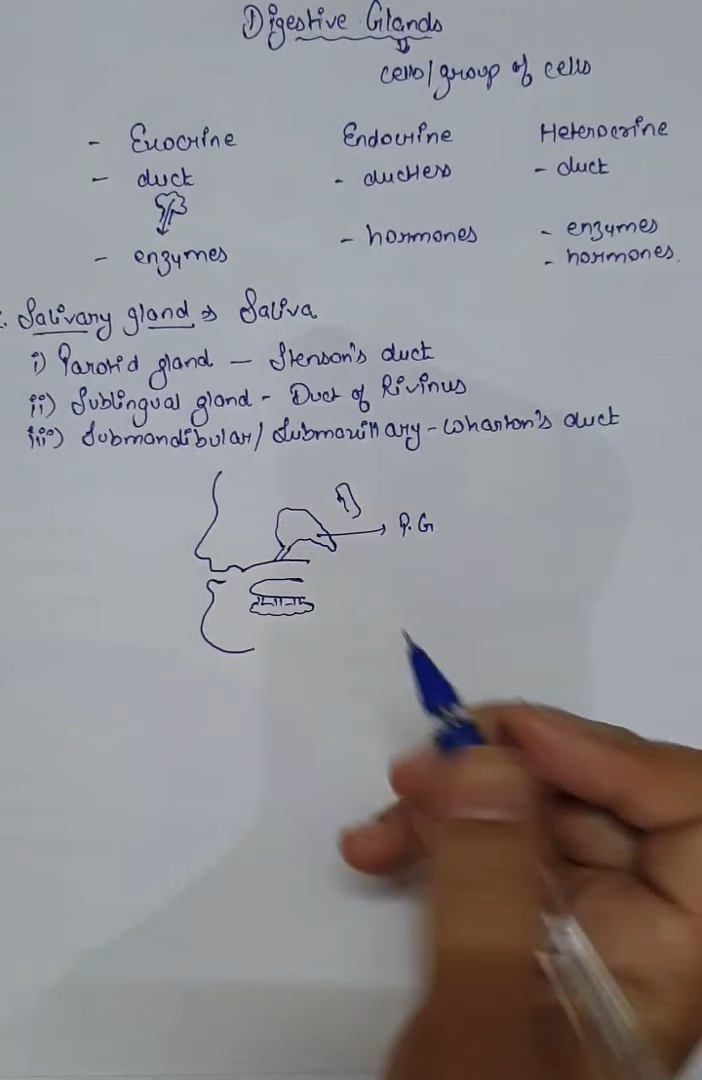 Digestive Glands
cells/group of cells
- Exocrine Endocrine Heterocrine
- duct - ductless - duct
- enzymes - hormones - enzymes
- hormones.
Salivary gland → Saliva
i) Parotid gland - Stenson's duct
ii) Sublingual gland - Duct of Rivinus
iii) Submandibular/Submaxillary - Wharton's duct
P.G